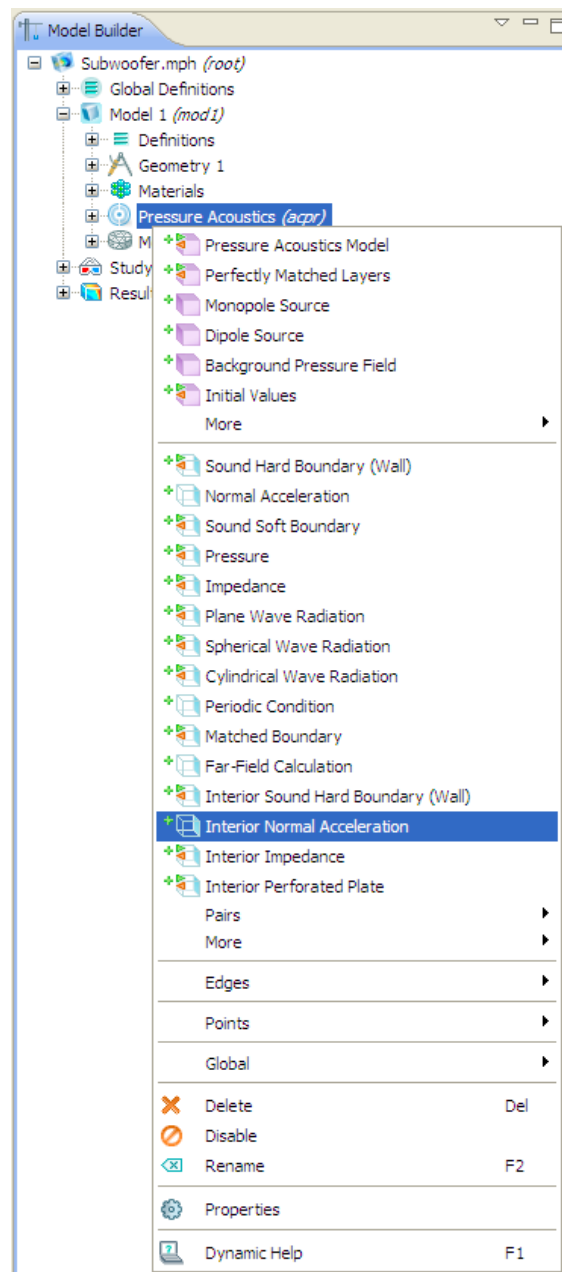 Model Builder
Subwoofer.mph (root)
Global Definitions
Model 1 (mod1)
Definitions
Geometry 1
Materials
Pressure Acoustics (acpr)
M
Study
Resul
Pressure Acoustics Model
Perfectly Matched Layers
Monopole Source
Dipole Source
Background Pressure Field
Initial Values
More
Sound Hard Boundary (Wall)
Normal Acceleration
Sound Soft Boundary
Pressure
Impedance
Plane Wave Radiation
Spherical Wave Radiation
Cylindrical Wave Radiation
Periodic Condition
Matched Boundary
Far-Field Calculation
Interior Sound Hard Boundary (Wall)
Interior Normal Acceleration
Interior Impedance
Interior Perforated Plate
Pairs
More
Edges
Points
Global
Delete Del
Disable
Rename F2
Properties
Dynamic Help F1